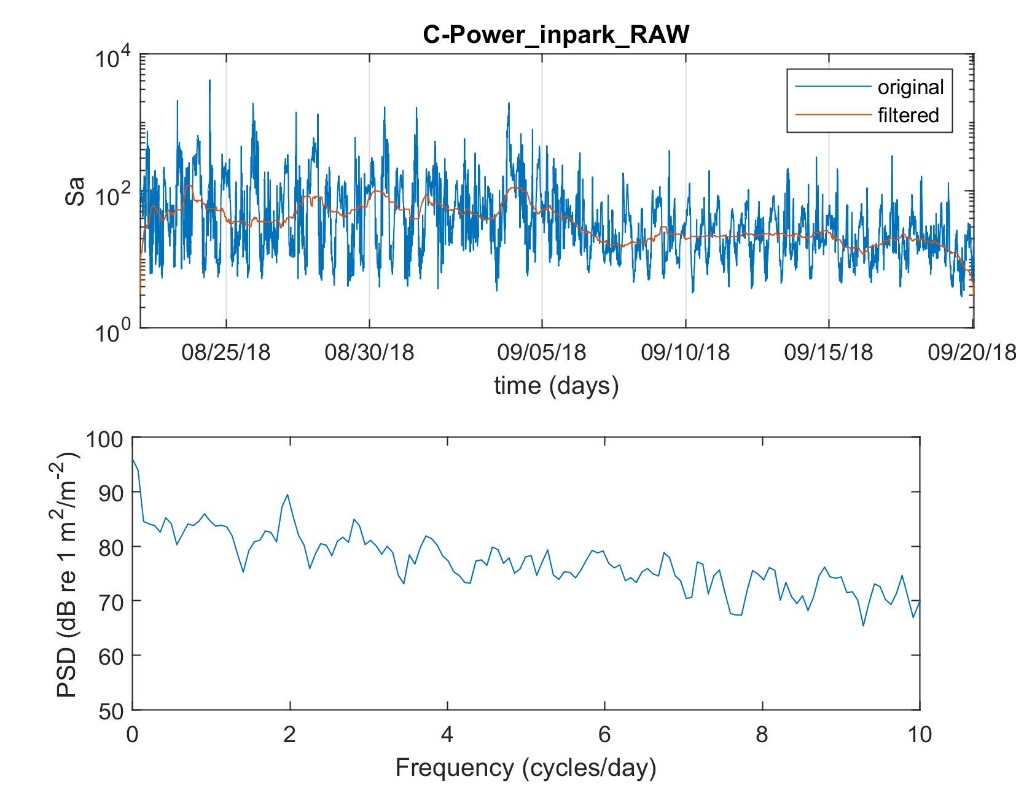 C-Power_inpark_RAW
10^4
10^2
10^0
Sa
original
filtered
08/25/18 08/30/18 09/05/18 09/10/18 09/15/18 09/20/18
time (days)
100
90
80
70
60
50
PSD (dB re 1 m^2/m^-2)
0 2 4 6 8 10
Frequency (cycles/day)